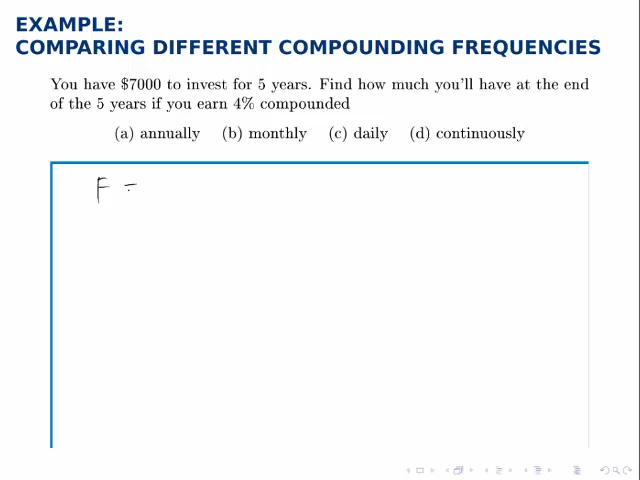 EXAMPLE:
COMPARING DIFFERENT COMPOUNDING FREQUENCIES
You have $7000 to invest for 5 years. Find how much you'll have at the end
of the 5 years if you earn 4% compounded
(a) annually (b) monthly (c) daily (d) continuously
F =